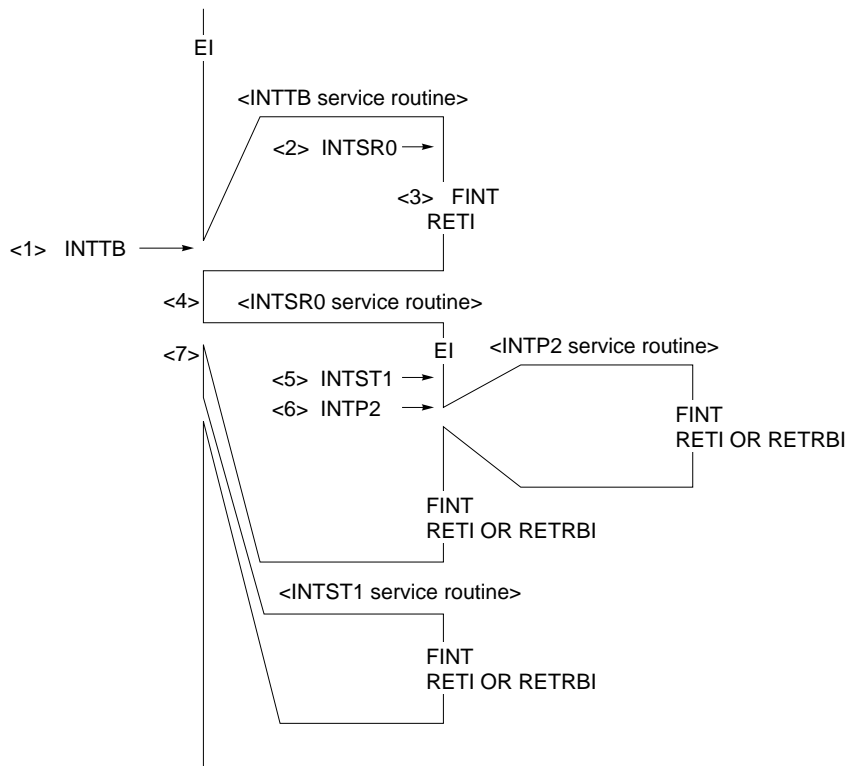 EI
<INTTB service routine>
<2> INTSR0
<3> FINT
RETI
<1> INTTB
<4>
<INTSR0 service routine>
EI
<INTP2 service routine>
<7>
<5> INTST1
<6> INTP2
FINT
RETI OR RETRBI
FINT
RETI OR RETRBI
<INTST1 service routine>
FINT
RETI OR RETRBI